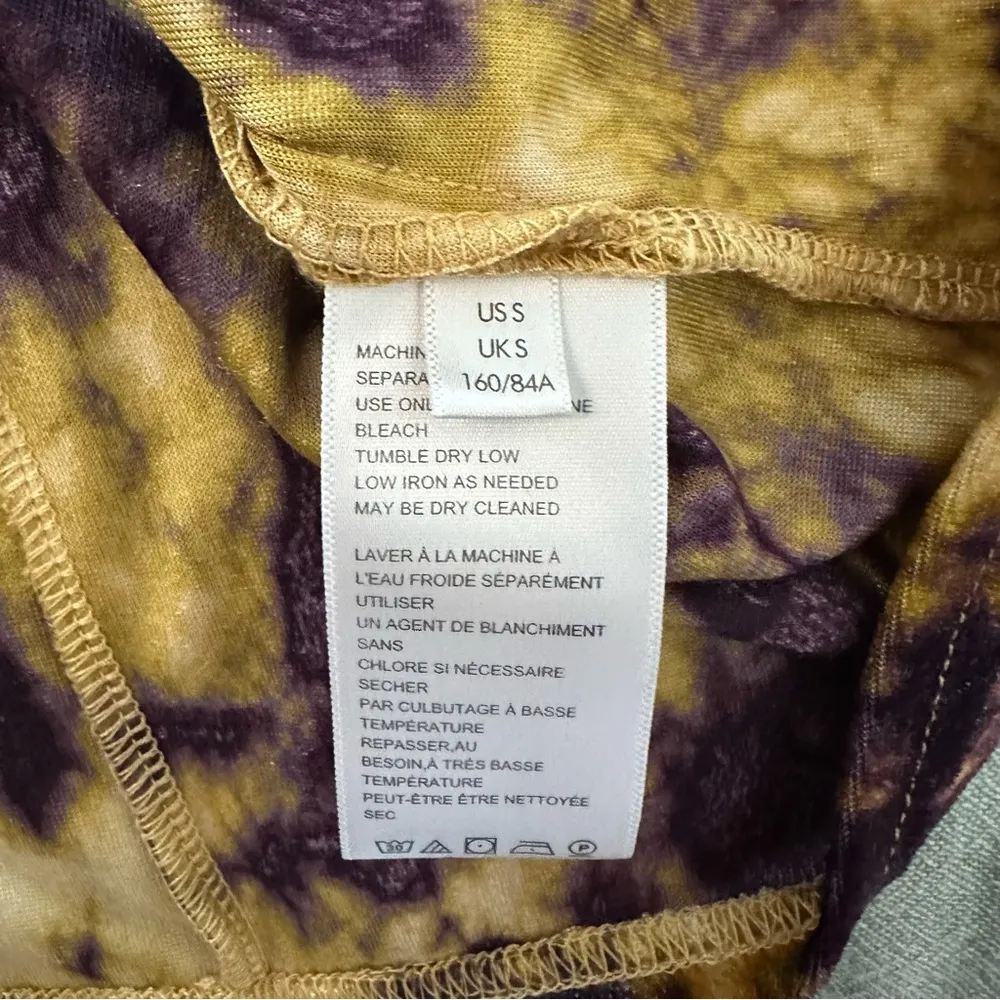 US S
UK S
160/84A
MACHIN
SEPARA
USE ONL NE
BLEACH
TUMBLE DRY LOW
LOW IRON AS NEEDED
MAY BE DRY CLEANED
LAVER À LA MACHINE À
L'EAU FROIDE SÉPARÉMENT
UTILISER
UN AGENT DE BLANCHIMENT
SANS
CHLORE SI NÉCESSAIRE
SECHER
PAR CULBUTAGE À BASSE
TEMPÉRATURE
REPASSER,AU
BESOIN,À TRÉS BASSE
TEMPÉRATURE
PEUT-ÊTRE ÊTRE NETTOYÉE
SEC
30
P